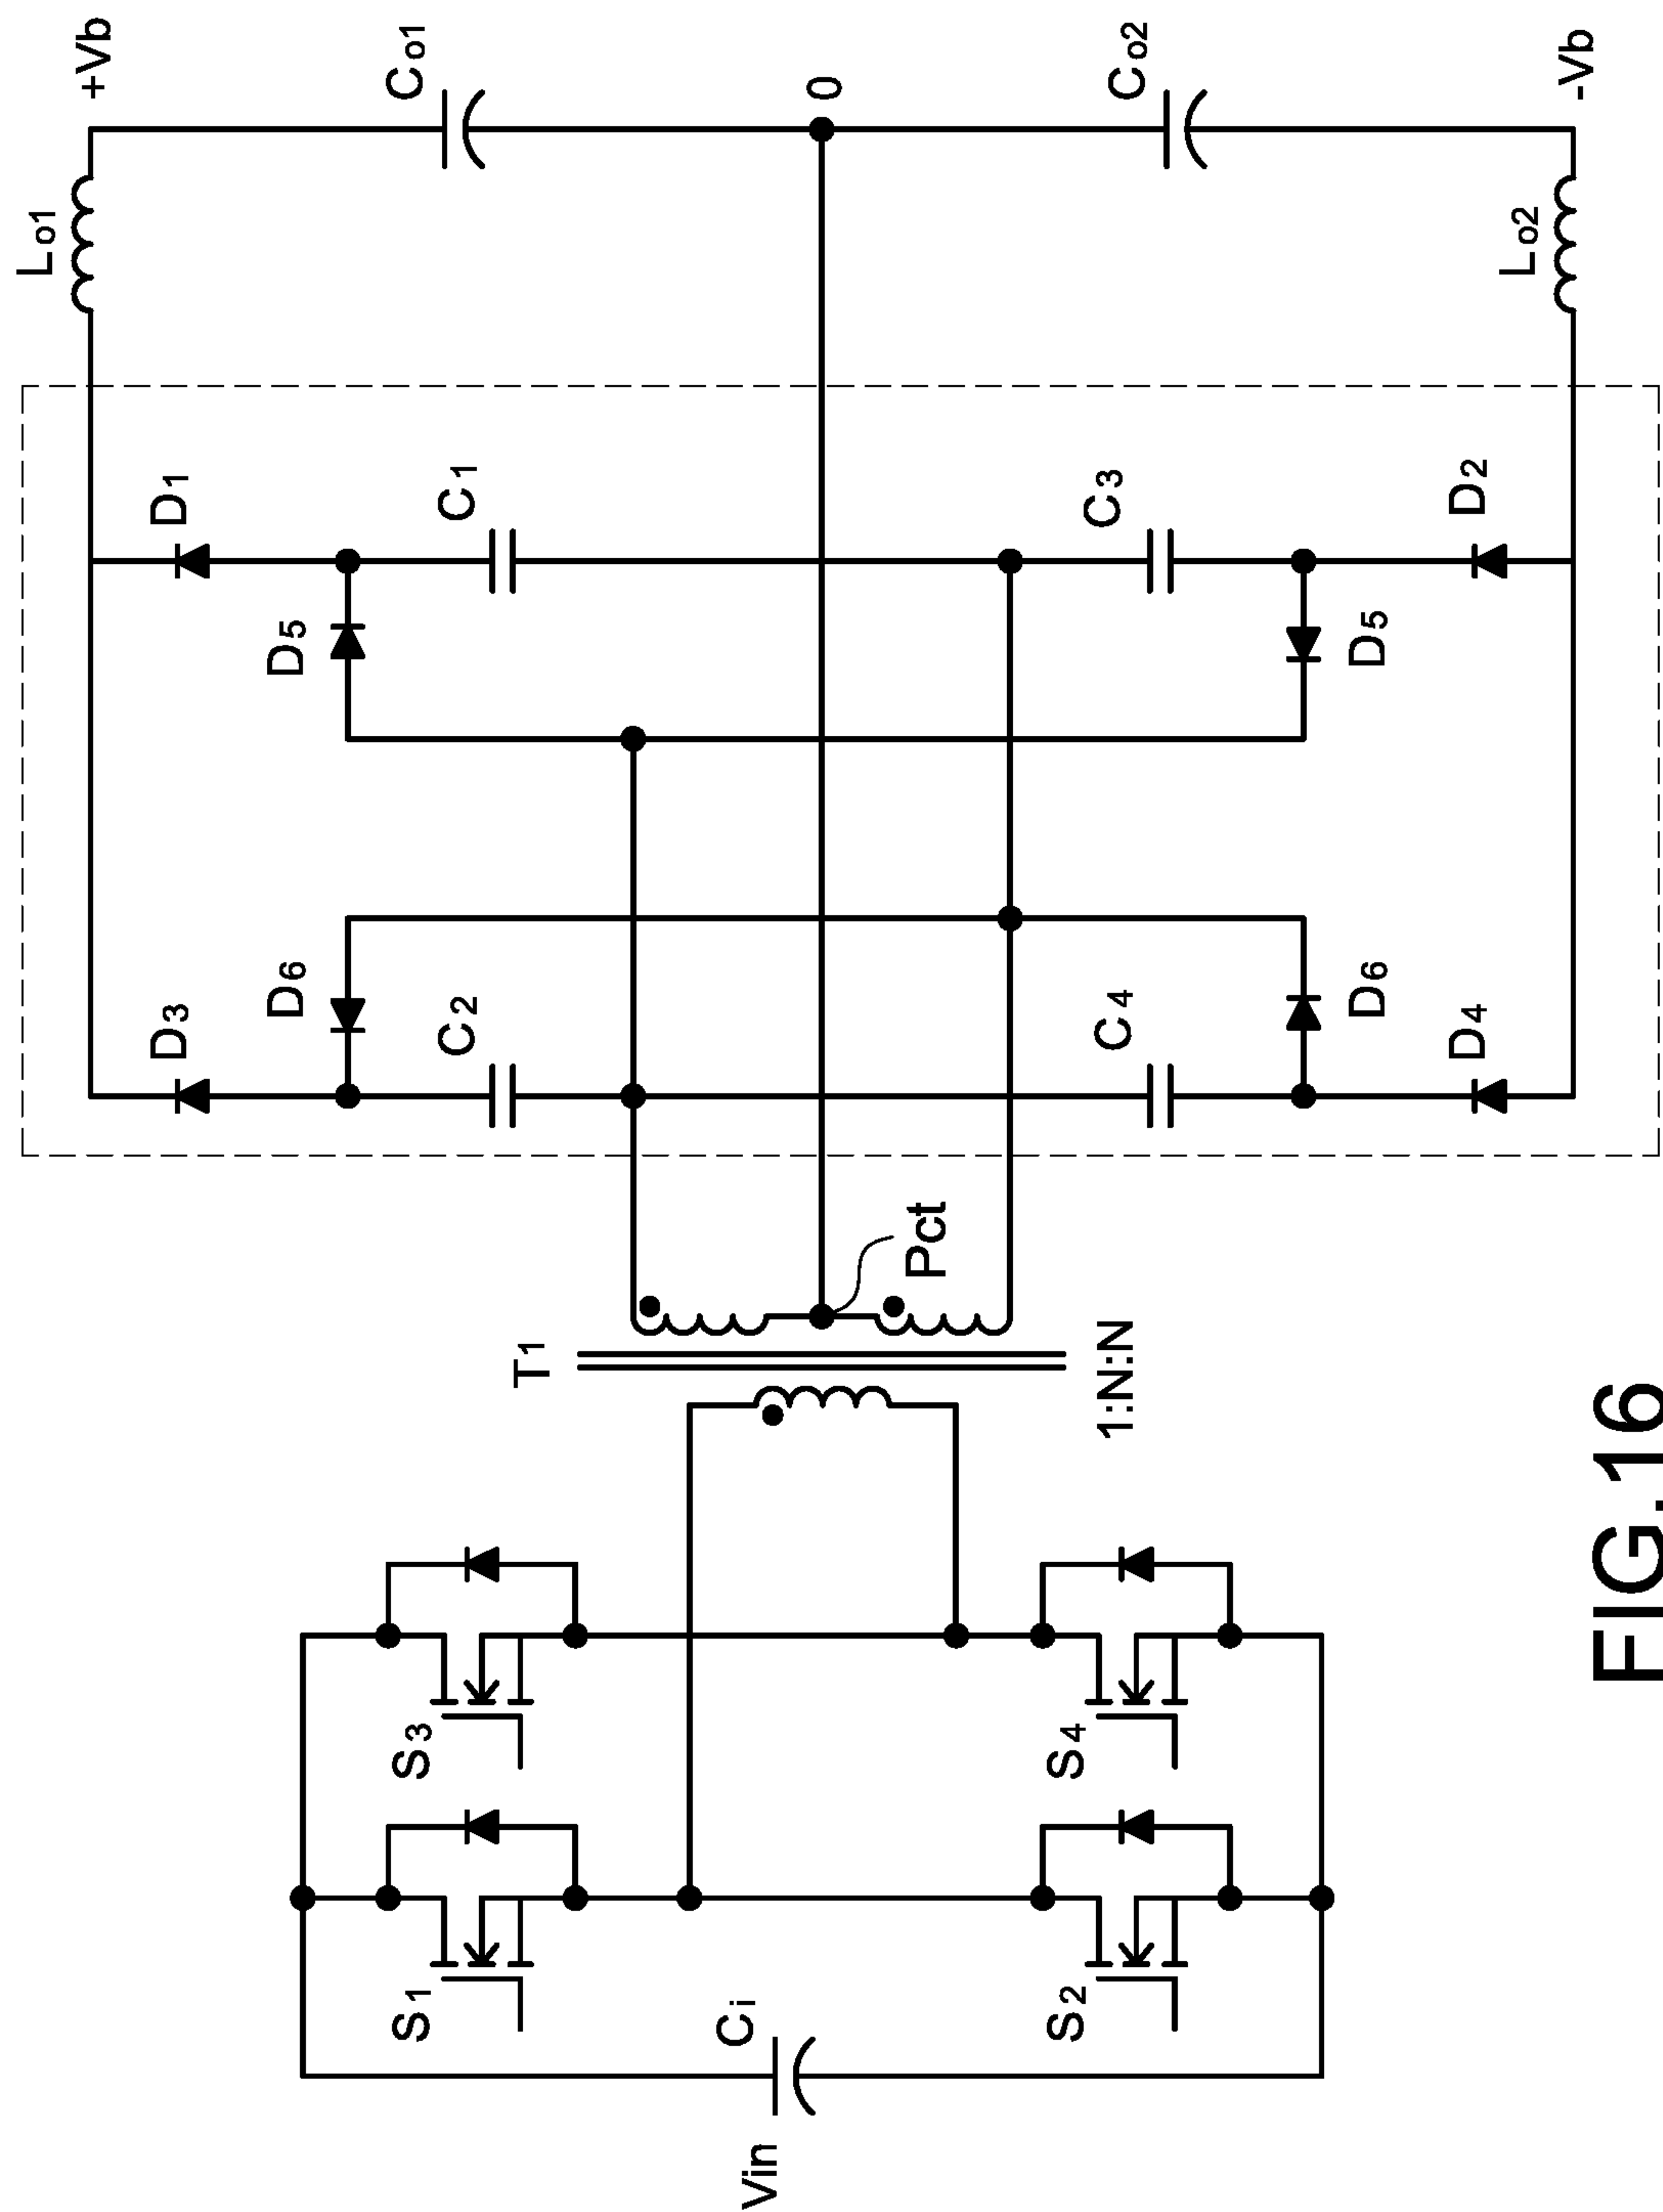 Vin
Ci
S1
S2
S3
S4
T1
1:N:N
Pct
D3
D6
C2
C4
D6
D4
D1
D5
C1
C3
D5
D2
Lo1
Lo2
+Vb
Co1
0
Co2
-Vb
FIG.16